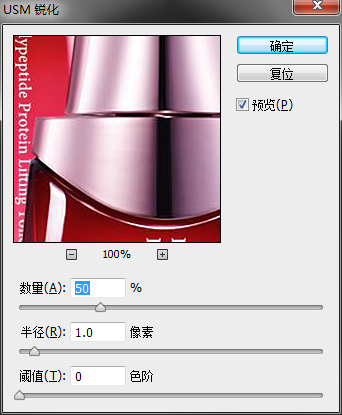 USM 锐化
确定
复位
预览(P)
lypeptide Protein Lifting Ton
100%
数量(A): 50 %
半径(R): 1.0 像素
阈值(T): 0 色阶